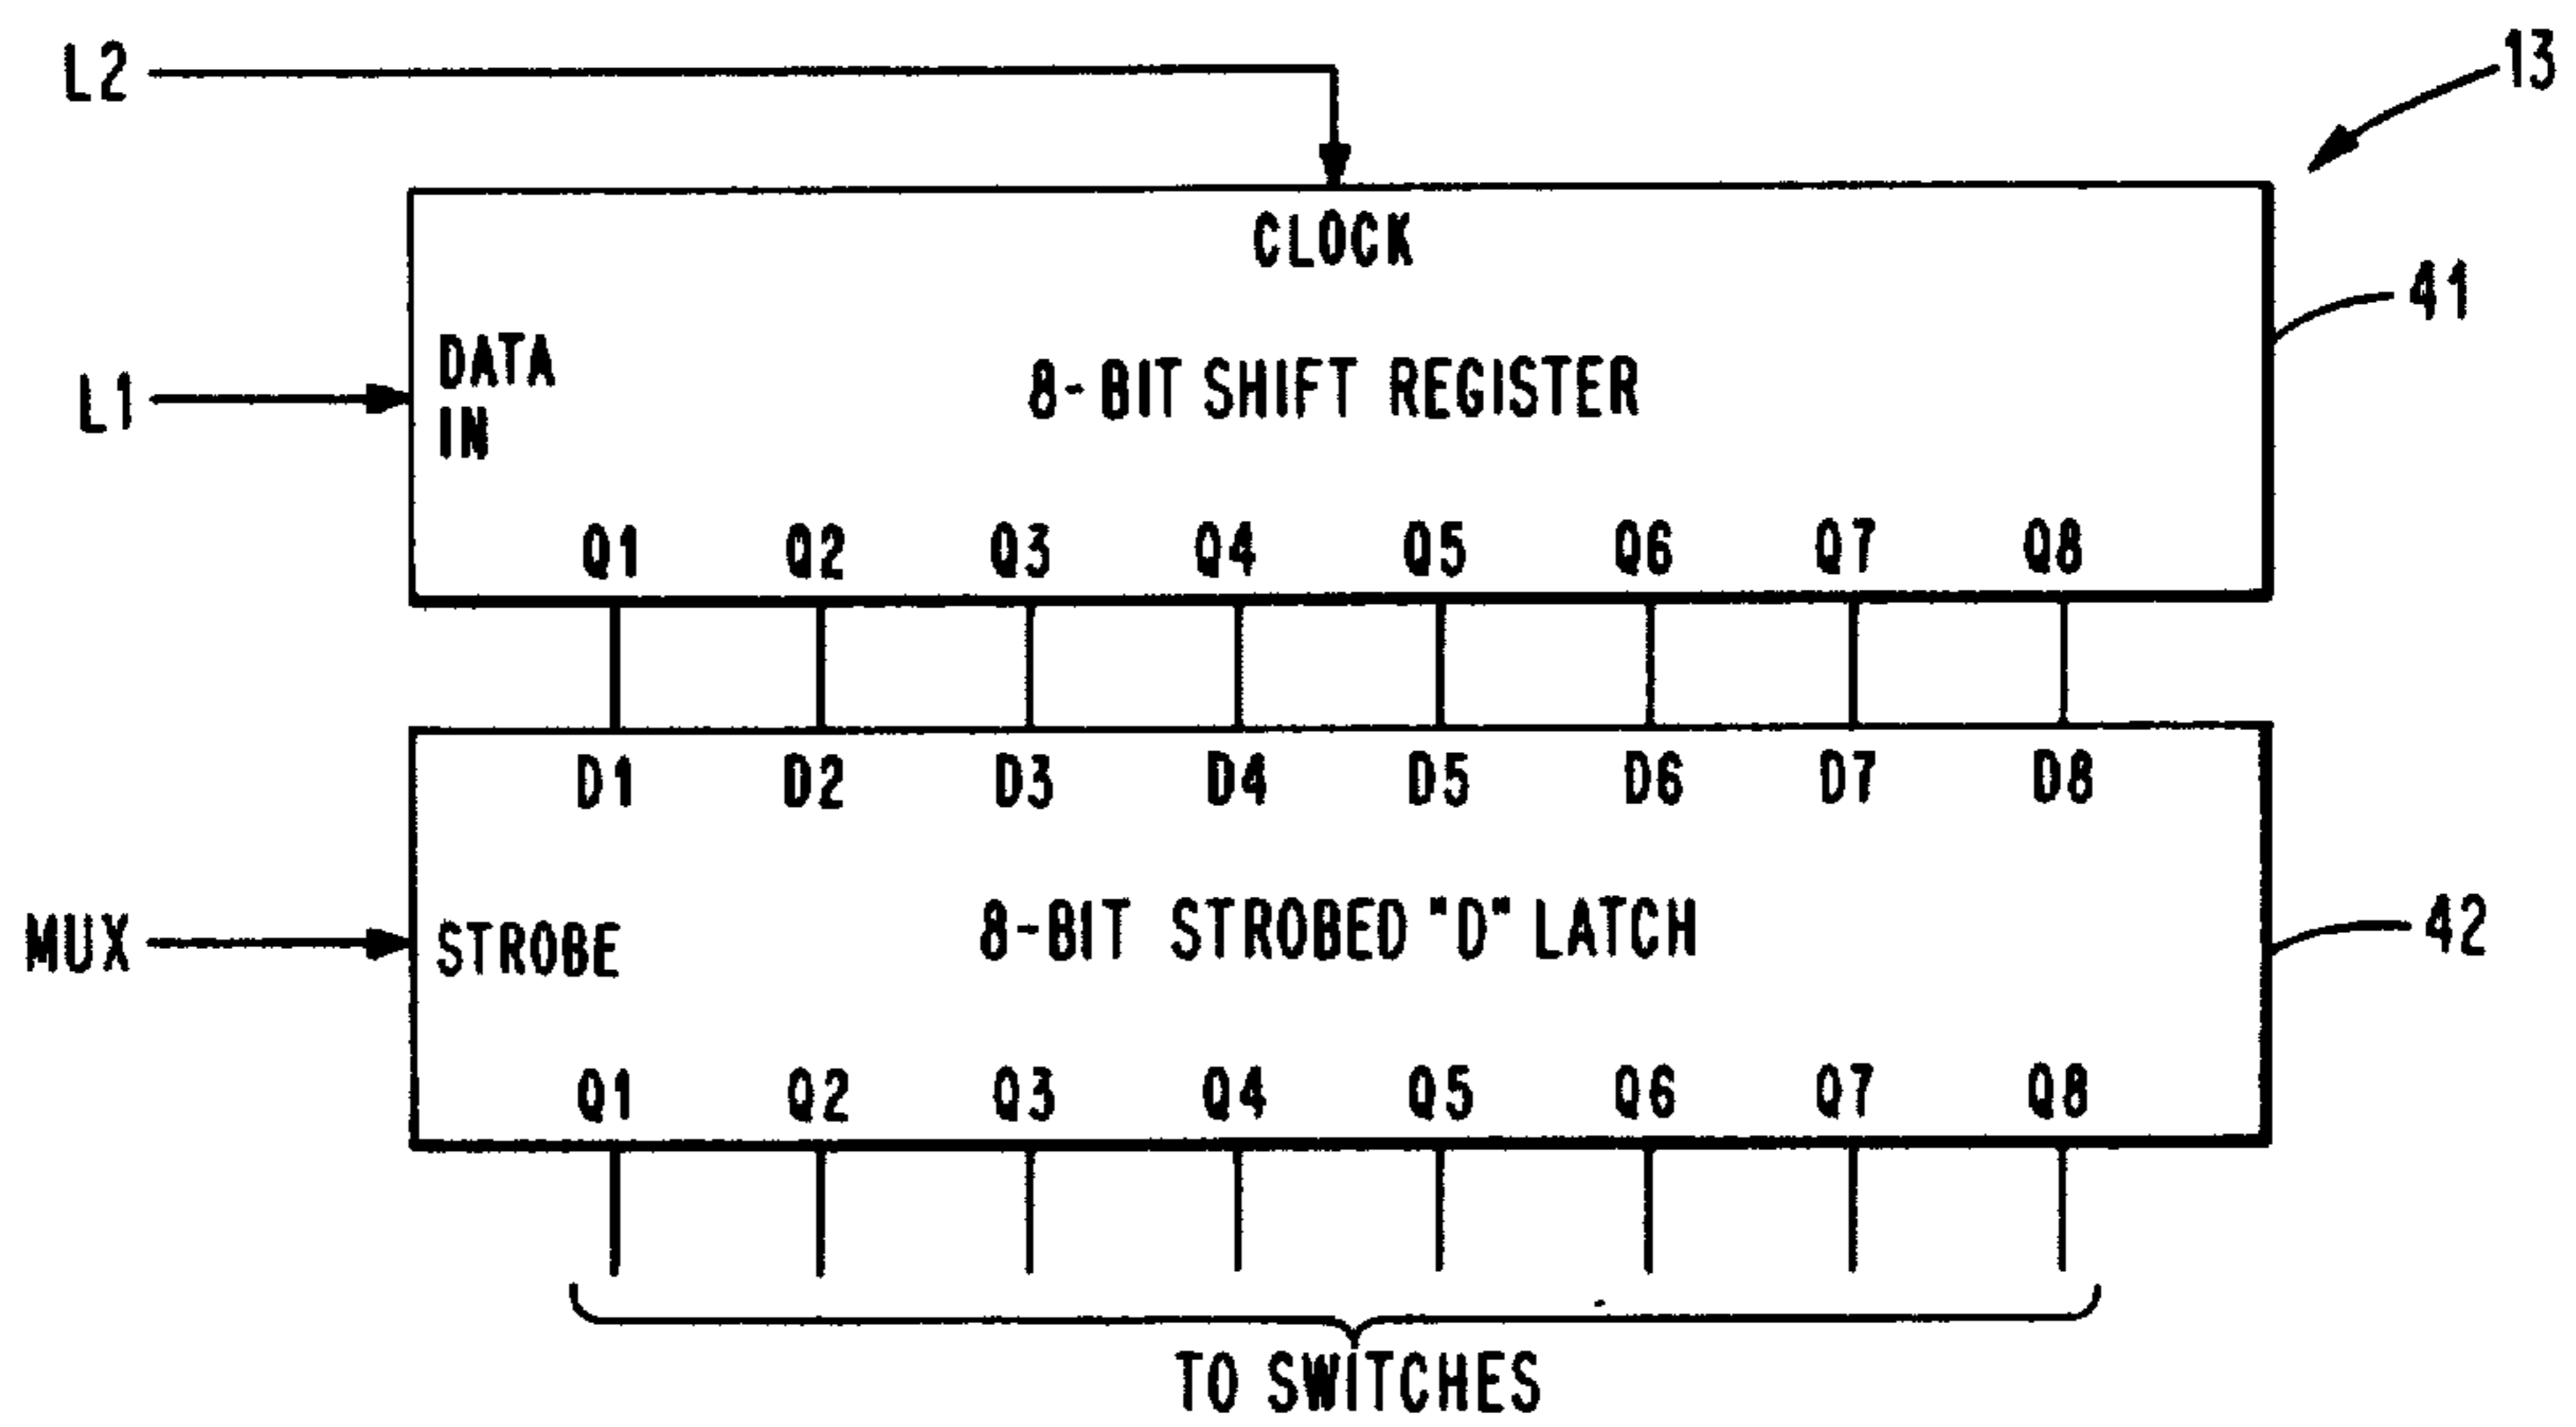 L2
13
CLOCK
41
DATA
IN
L1
8-BIT SHIFT REGISTER
Q1 Q2 Q3 Q4 Q5 Q6 Q7 Q8
D1 D2 D3 D4 D5 D6 D7 D8
MUX
STROBE
8-BIT STROBED "D" LATCH
42
Q1 Q2 Q3 Q4 Q5 Q6 Q7 Q8
TO SWITCHES